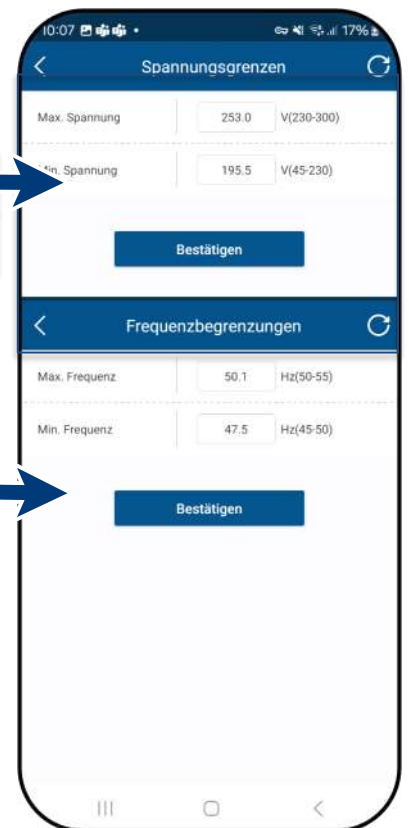 10:07
17%
Spannungsgrenzen
Max. Spannung 253.0 V(230-300)
Min. Spannung 195.5 V(45-230)
Bestätigen
Frequenzbegrenzungen
Max. Frequenz 50.1 Hz(50-55)
Min. Frequenz 47.5 Hz(45-50)
Bestätigen